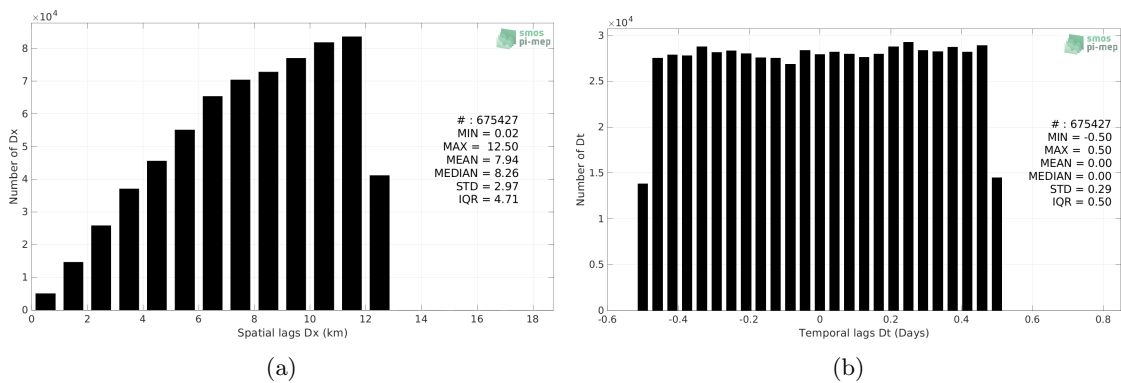 ×10⁴
smos
pi-mep
8
7
6
5
4
3
2
1
0
Number of Dx
# : 675427
MIN = 0.02
MAX = 12.50
MEAN = 7.94
MEDIAN = 8.26
STD = 2.97
IQR = 4.71
0 2 4 6 8 10 12 14 16 18
Spatial lags Dx (km)
(a)
×10⁴
smos
pi-mep
3
2.5
2
1.5
1
0.5
0
Number of Dt
# : 675427
MIN = -0.50
MAX = 0.50
MEAN = 0.00
MEDIAN = 0.00
STD = 0.29
IQR = 0.50
-0.6 -0.4 -0.2 0 0.2 0.4 0.6 0.8
Temporal lags Dt (Days)
(b)